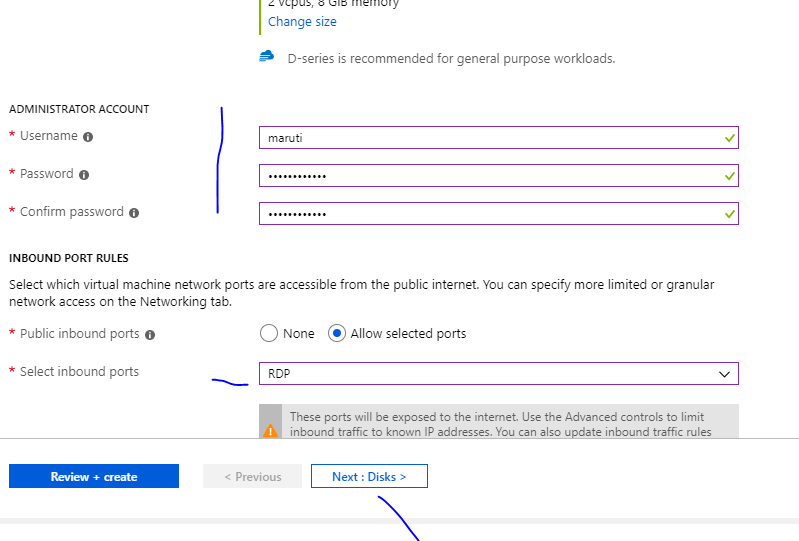 2 vcpus, 8 GiB memory
Change size
D-series is recommended for general purpose workloads.
ADMINISTRATOR ACCOUNT
* Username
maruti
* Password
••••••••••••
* Confirm password
••••••••••••
INBOUND PORT RULES
Select which virtual machine network ports are accessible from the public internet. You can specify more limited or granular
network access on the Networking tab.
* Public inbound ports
None Allow selected ports
* Select inbound ports
RDP
These ports will be exposed to the internet. Use the Advanced controls to limit
inbound traffic to known IP addresses. You can also update inbound traffic rules
Review + create < Previous Next : Disks >